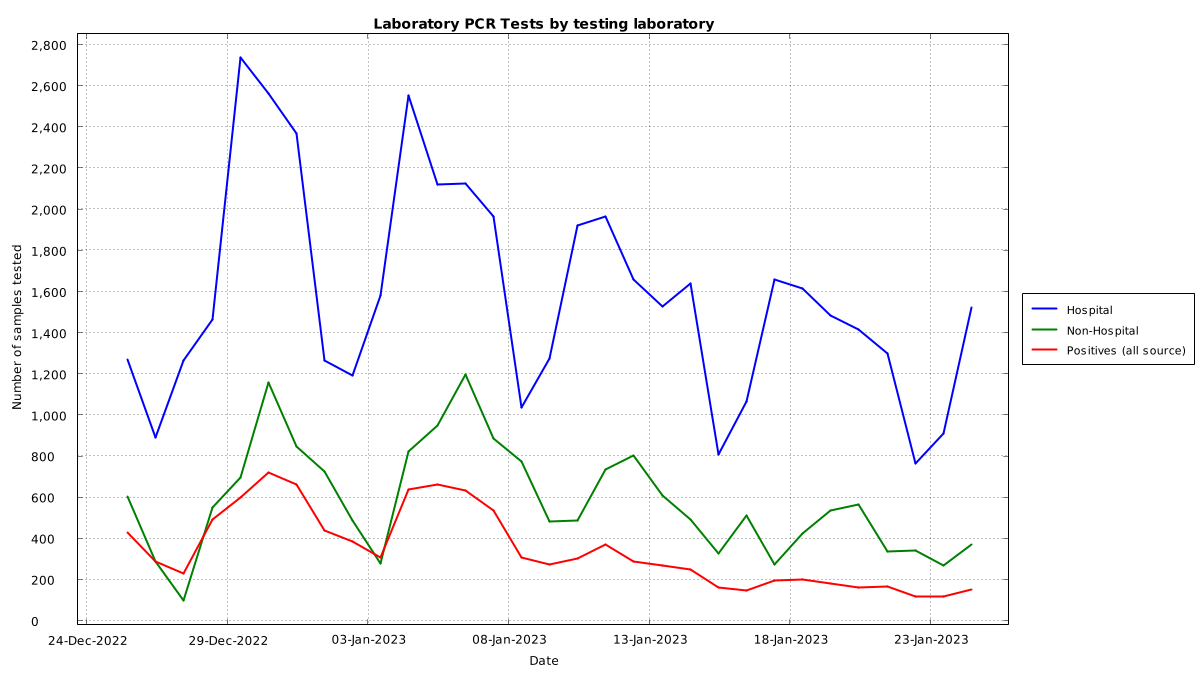 Laboratory PCR Tests by testing laboratory
2,800
2,600
2,400
2,200
2,000
1,800
1,600
1,400
1,200
1,000
800
600
400
200
0
Number of samples tested
24-Dec-2022 29-Dec-2022 03-Jan-2023 08-Jan-2023 13-Jan-2023 18-Jan-2023 23-Jan-2023
Date
Hospital
Non-Hospital
Positives (all source)